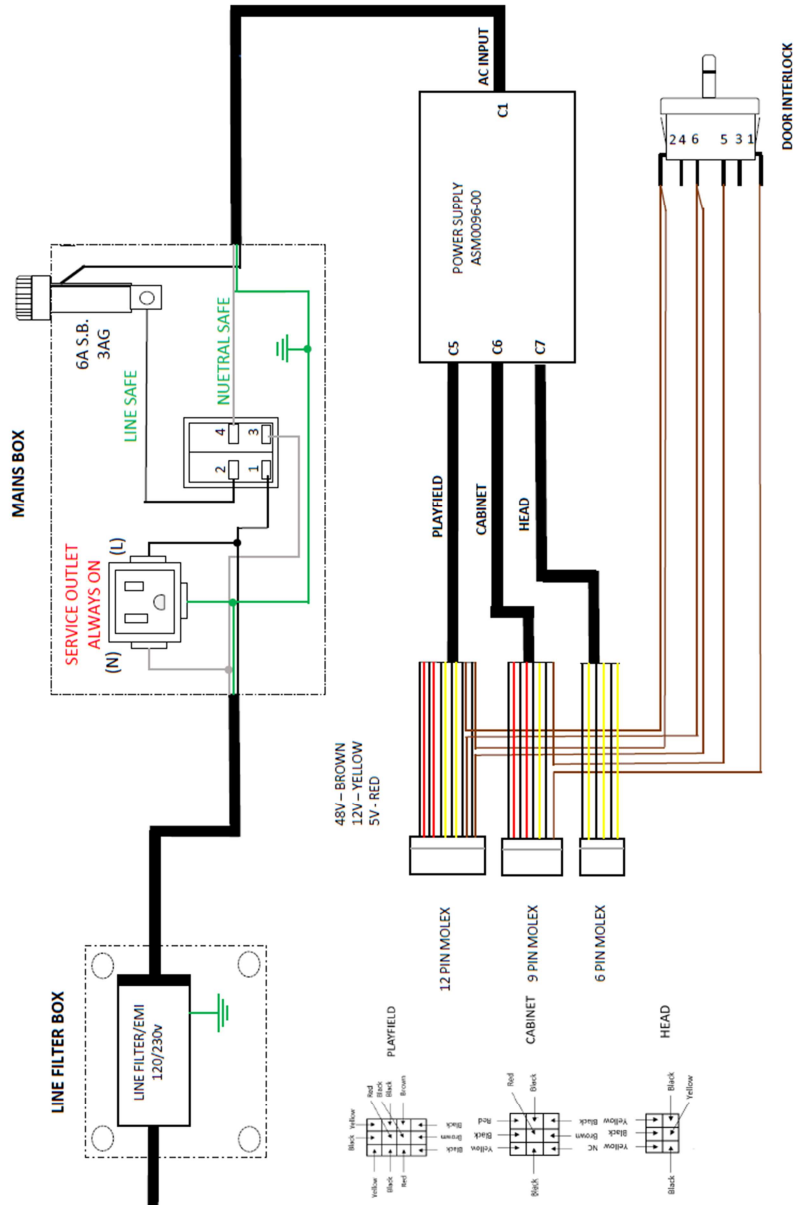 AC INPUT
C1
POWER SUPPLY
ASM0096-00
C5
C6
C7
DOOR INTERLOCK
2 4 6 5 3 1
MAINS BOX
6A S.B.
3AG
LINE SAFE
NUETRAL SAFE
4
3
2
1
SERVICE OUTLET
ALWAYS ON
(L)
(N)
PLAYFIELD
CABINET
HEAD
48V – BROWN
12V – YELLOW
5V - RED
12 PIN MOLEX
9 PIN MOLEX
6 PIN MOLEX
LINE FILTER BOX
LINE FILTER/EMI
120/230v
PLAYFIELD
Yellow
Red
Black
Black
Brown
Black
Yellow
Black
Red
Black
Brown
Black
CABINET
Red
Black
Red
Black
Yellow
Black
Brown
NC
Black
HEAD
Black
Yellow
Yellow
Black
Yellow
Black